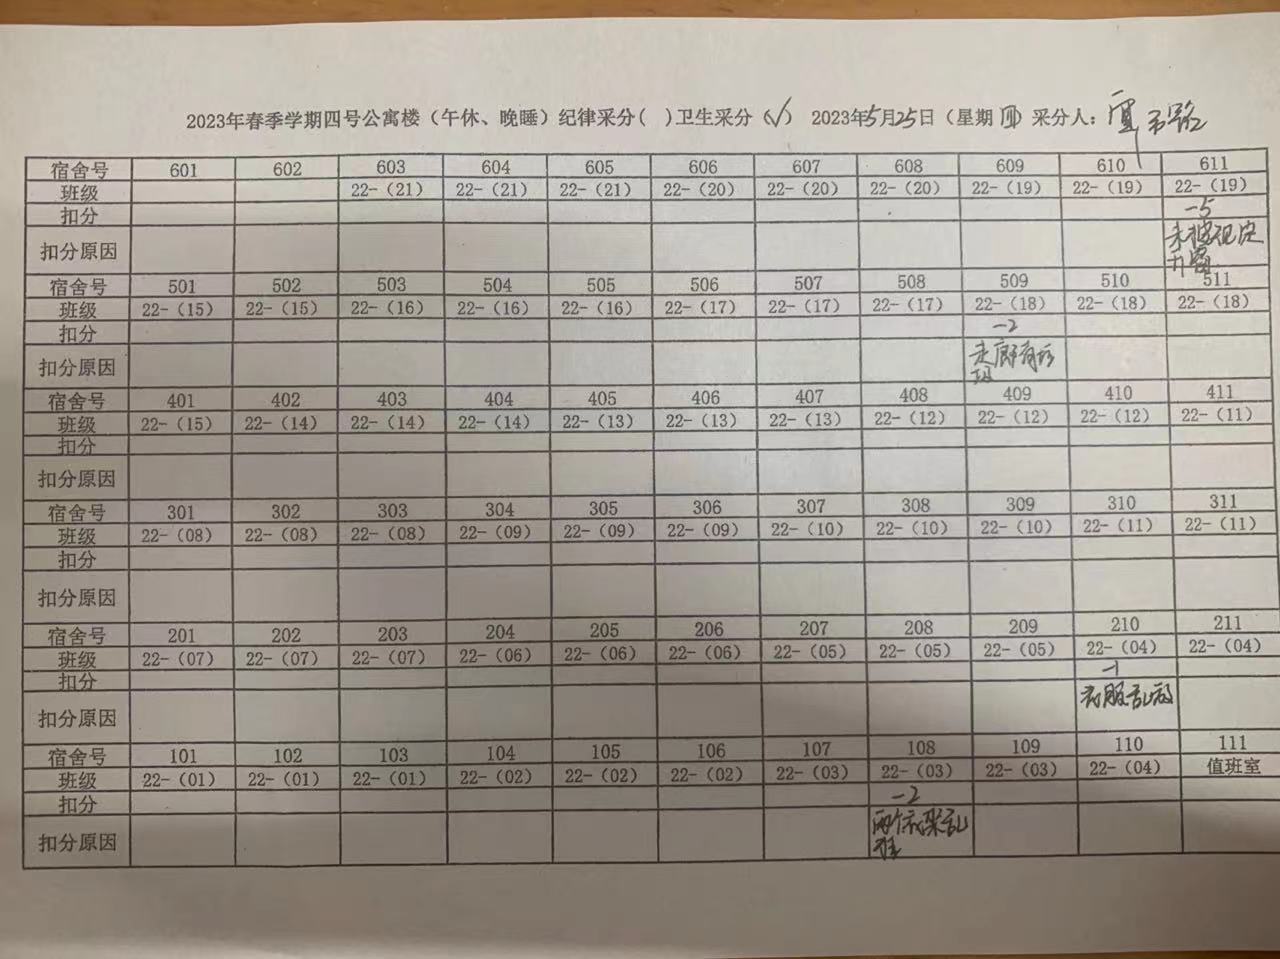 2023年春季学期四号公寓楼（午休、晚睡）纪律采分( )卫生采分（√） 2023年5月25日（星期四 采分人：
宿舍号 601 602 603 604 605 606 607 608 609 610 611
班级 22-（21） 22-（21） 22-（21） 22-（20） 22-（20） 22-（20） 22-（19） 22-（19） 22-（19）
扣分 -5
扣分原因 未按规定
开窗
宿舍号 501 502 503 504 505 506 507 508 509 510 511
班级 22-（15） 22-（15） 22-（16） 22-（16） 22-（16） 22-（17） 22-（17） 22-（17） 22-（18） 22-（18） 22-（18）
扣分 -2
扣分原因 走廊有垃
圾
宿舍号 401 402 403 404 405 406 407 408 409 410 411
班级 22-（15） 22-（14） 22-（14） 22-（14） 22-（13） 22-（13） 22-（13） 22-（12） 22-（12） 22-（12） 22-（11）
扣分
扣分原因
宿舍号 301 302 303 304 305 306 307 308 309 310 311
班级 22-（08） 22-（08） 22-（08） 22-（09） 22-（09） 22-（09） 22-（10） 22-（10） 22-（10） 22-（11） 22-（11）
扣分
扣分原因
宿舍号 201 202 203 204 205 206 207 208 209 210 211
班级 22-（07） 22-（07） 22-（07） 22-（06） 22-（06） 22-（06） 22-（05） 22-（05） 22-（05） 22-（04） 22-（04）
扣分 -1
扣分原因 衣服乱放
宿舍号 101 102 103 104 105 106 107 108 109 110 111
班级 22-（01） 22-（01） 22-（01） 22-（02） 22-（02） 22-（02） 22-（03） 22-（03） 22-（03） 22-（04） 值班室
扣分 -2
扣分原因 两个衣架乱
挂